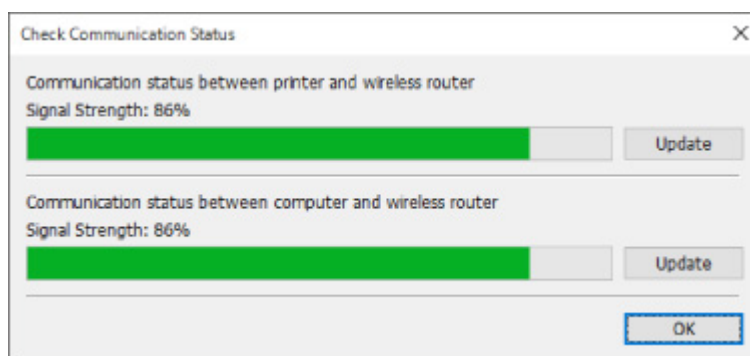 Check Communication Status
Communication status between printer and wireless router
Signal Strength: 86%
Update
Communication status between computer and wireless router
Signal Strength: 86%
Update
OK